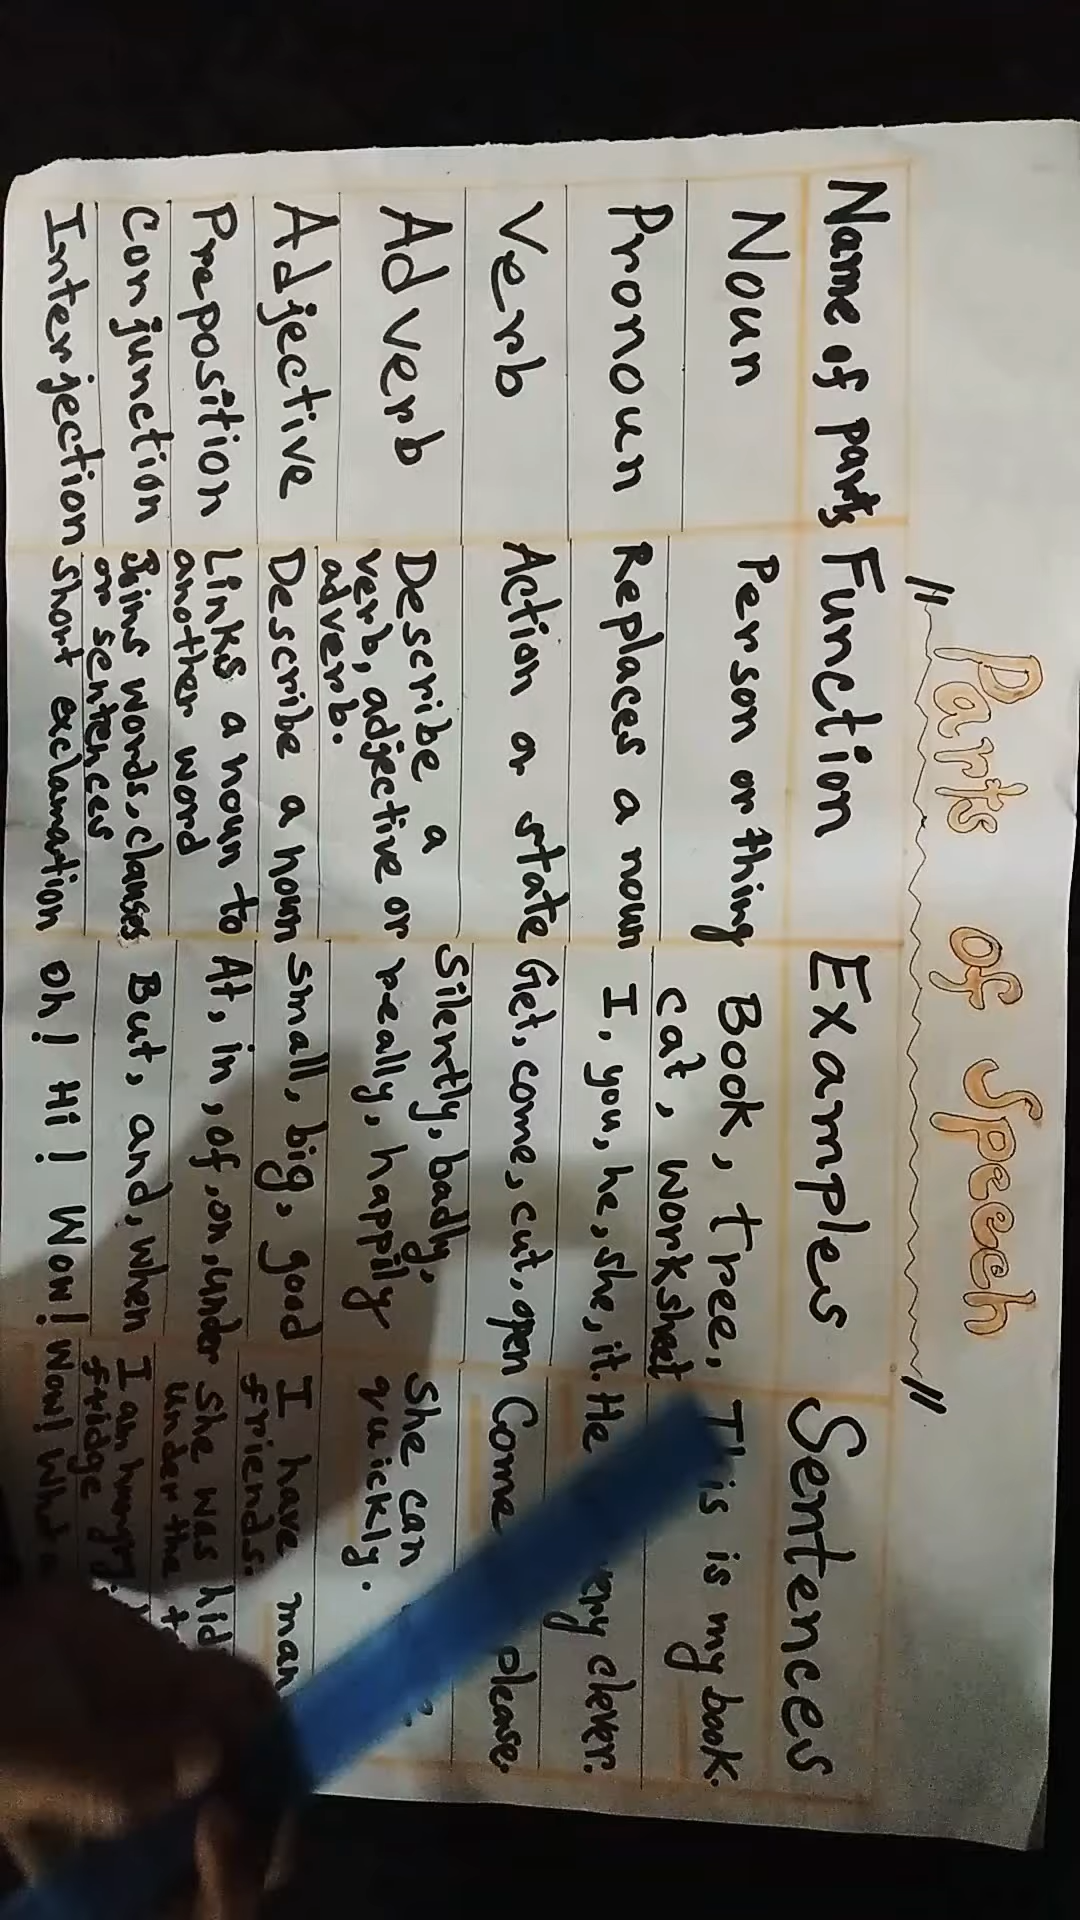 Parts of Speech
Name of parts Function Examples Sentences
Noun Person or thing Book, tree, cat, worksheet This is my book.
Pronoun Replaces a noun I, you, he, she, it. He very clever.
Verb Action or state Get, come, cut, open Come please.
Adverb Describe a verb, adjective or adverb. Silently, badly, really, happily She can quickly.
Adjective Describe a noun small, big, good I have friends.
Preposition Links a noun to another word At, in, of, on, under She was under the
Conjunction Joins words, clauses or sentences But, and, when I am hungry fridge
Interjection short exclamation oh! Hi! Wow! Wow!